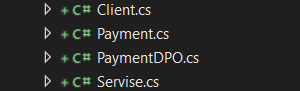 + C# Client.cs
+ C# Payment.cs
+ C# PaymentDPO.cs
+ C# Servise.cs